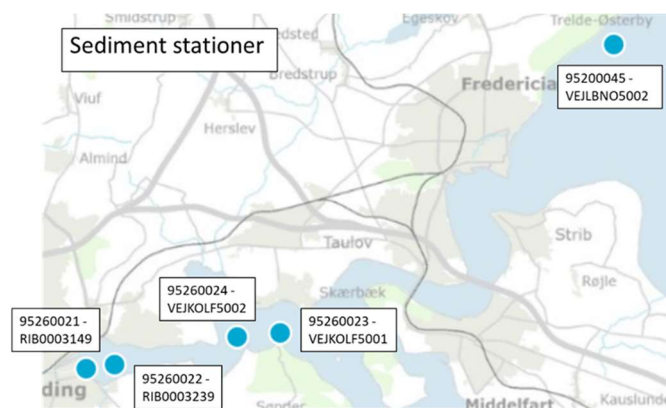 Smidstrup
Egeskov
Trelde-Østerby
Sediment stationer
Bredstrup
Fredericia
95200045 -
VEJLBNO5002
Viuf
Herslev
Almind
Taulov
Strib
Røjle
Skærbæk
95260024 -
VEJKOLF5002
95260021 -
RIB0003149
95260023 -
VEJKOLF5001
95260022 -
RIB0003239
ding
Middelfart
Kauslunde